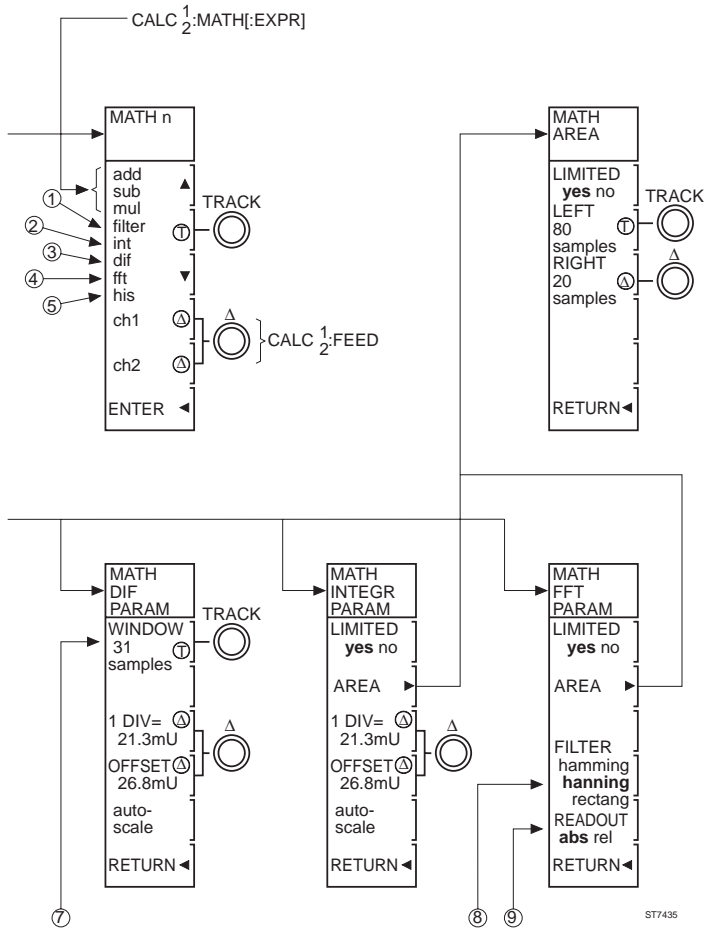 CALC 1/2:MATH[:EXPR]
MATH n
add
sub
mul
filter
int
dif
fft
his
ch1
ch2
ENTER ◄
▲
Ⓣ
▼
Δ
Δ
TRACK
Δ
CALC 1/2:FEED
①
②
③
④
⑤
MATH
AREA
LIMITED
yes no
LEFT
80
samples
Ⓣ
RIGHT
20
samples
Δ
RETURN◄
TRACK
Δ
MATH
DIF
PARAM
WINDOW
31
samples
Ⓣ
1 DIV= Δ
21.3mU
OFFSET Δ
26.8mU
auto-
scale
RETURN◄
TRACK
Δ
⑦
MATH
INTEGR
PARAM
LIMITED
yes no
AREA ►
1 DIV= Δ
21.3mU
OFFSET Δ
26.8mU
auto-
scale
RETURN◄
Δ
MATH
FFT
PARAM
LIMITED
yes no
AREA ►
FILTER
hamming
hanning
rectang
READOUT
abs rel
RETURN◄
⑧
⑨
ST7435